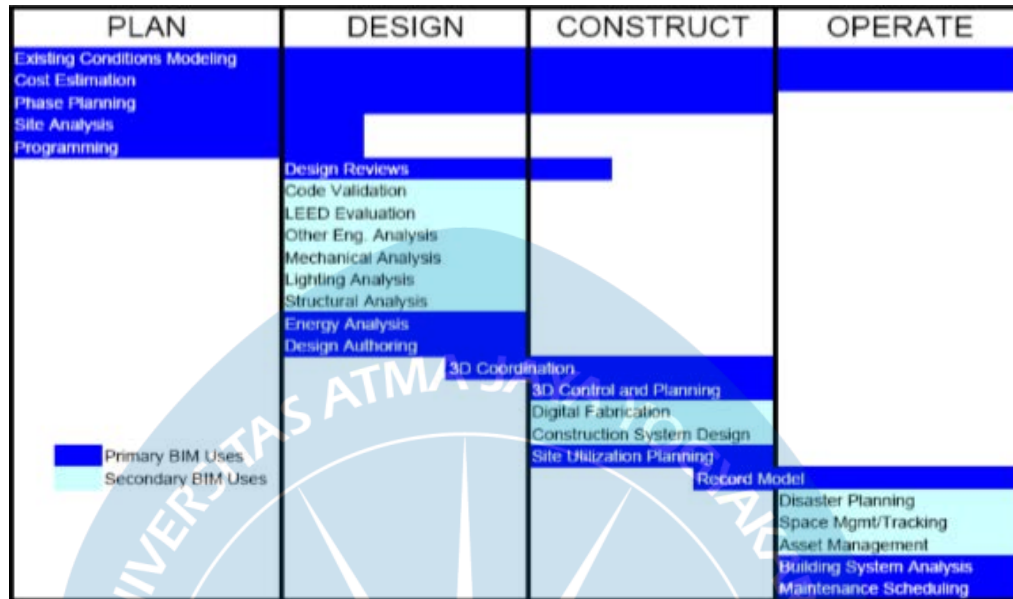 PLAN DESIGN CONSTRUCT OPERATE
Existing Conditions Modeling
Cost Estimation
Phase Planning
Site Analysis
Programming
Design Reviews
Code Validation
LEED Evaluation
Other Eng. Analysis
Mechanical Analysis
Lighting Analysis
Structural Analysis
Energy Analysis
Design Authoring
3D Coordination
3D Control and Planning
Digital Fabrication
Construction System Design
Site Utilization Planning
Primary BIM Uses
Secondary BIM Uses
Record Model
Disaster Planning
Space Mgmt/Tracking
Asset Management
Building System Analysis
Maintenance Scheduling
ATMA